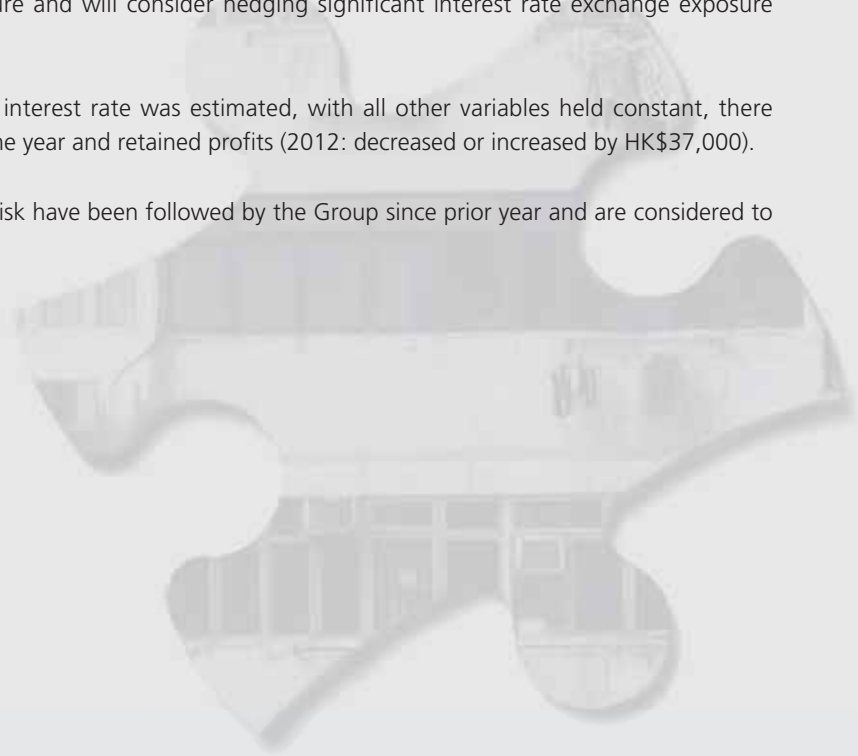 ure and will consider hedging significant interest rate exchange exposure
interest rate was estimated, with all other variables held constant, there
he year and retained profits (2012: decreased or increased by HK$37,000).
isk have been followed by the Group since prior year and are considered to